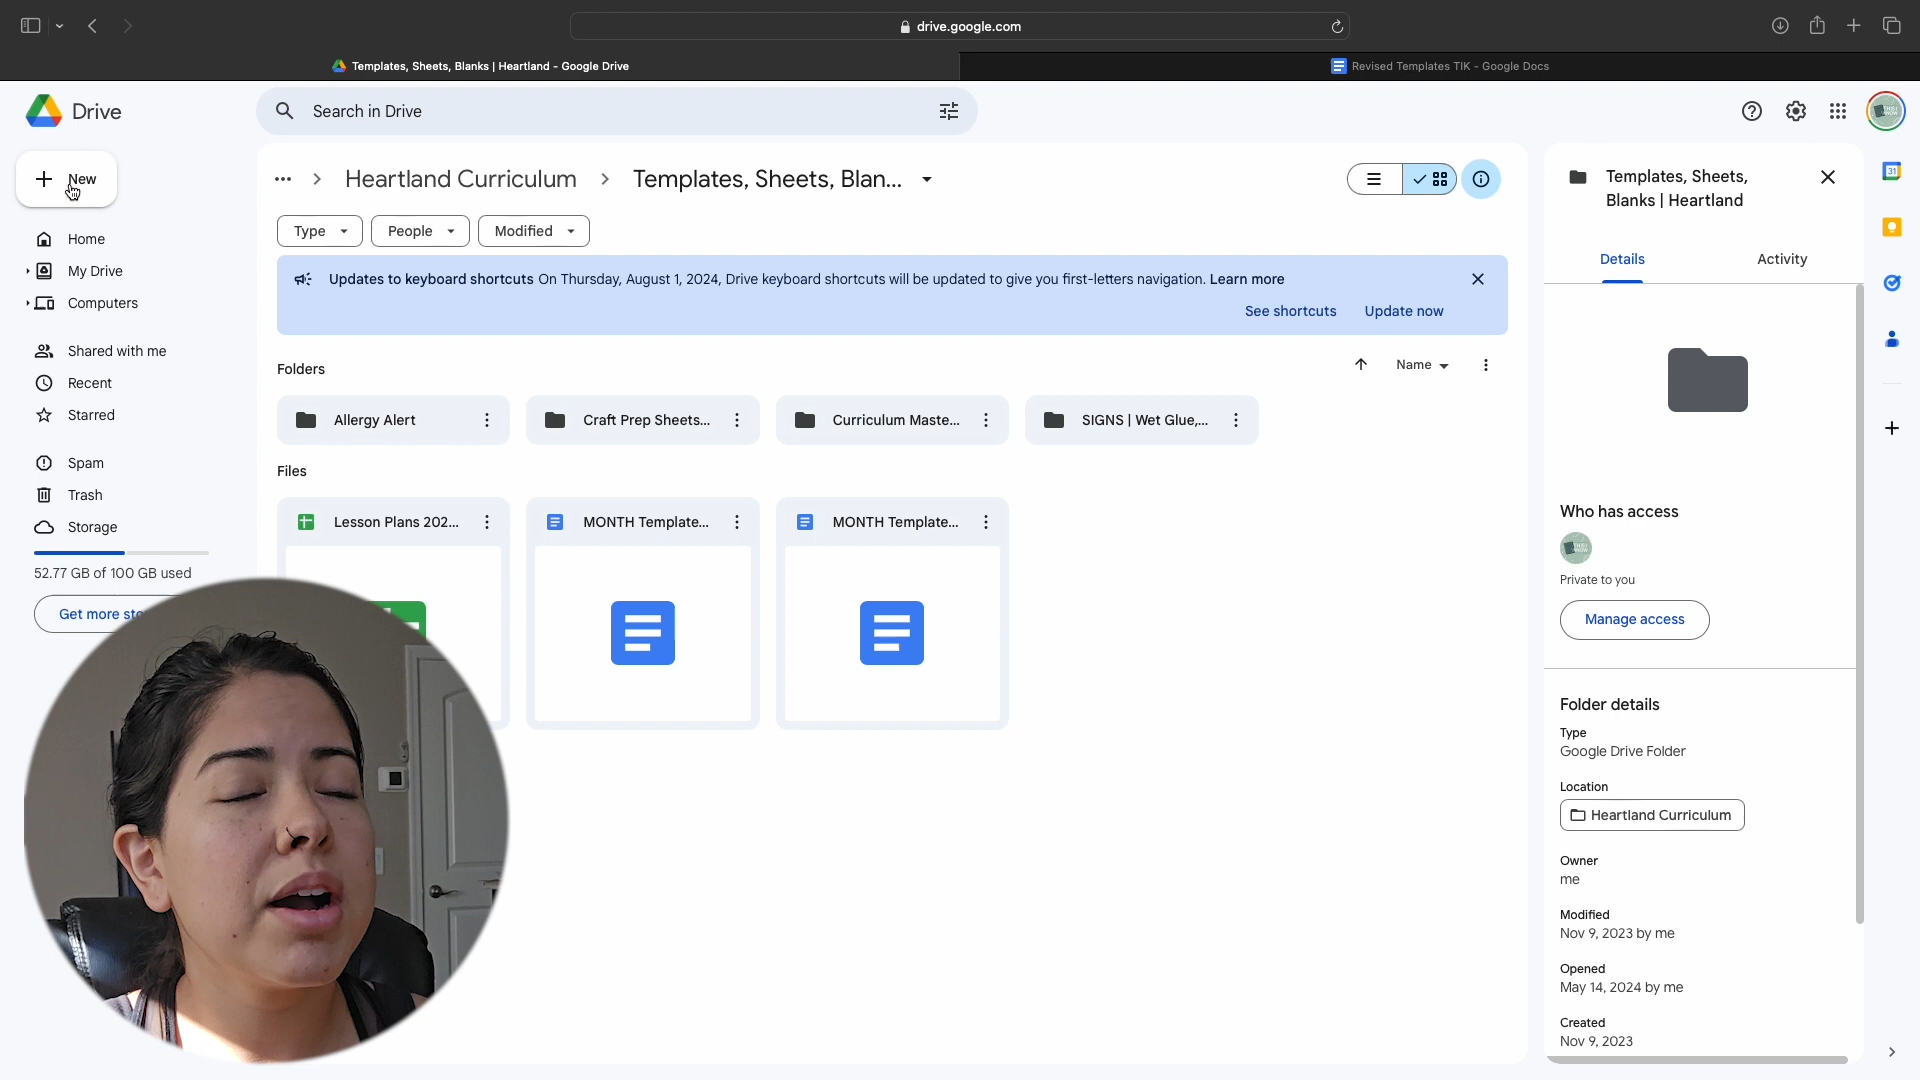 drive.google.com
Templates, Sheets, Blanks | Heartland - Google Drive
Revised Templates TIK - Google Docs
Drive
Search in Drive
New
Home
My Drive
Computers
Shared with me
Recent
Starred
Spam
Trash
Storage
52.77 GB of 100 GB used
Get more sto
Heartland Curriculum
Templates, Sheets, Blan...
Type
People
Modified
Updates to keyboard shortcuts On Thursday, August 1, 2024, Drive keyboard shortcuts will be updated to give you first-letters navigation. Learn more
See shortcuts
Update now
Folders
Name
Allergy Alert
Craft Prep Sheets...
Curriculum Maste...
SIGNS | Wet Glue,...
Files
Lesson Plans 202...
MONTH Template...
MONTH Template...
Templates, Sheets,
Blanks | Heartland
Details
Activity
Who has access
Private to you
Manage access
Folder details
Type
Google Drive Folder
Location
Heartland Curriculum
Owner
me
Modified
Nov 9, 2023 by me
Opened
May 14, 2024 by me
Created
Nov 9, 2023
31